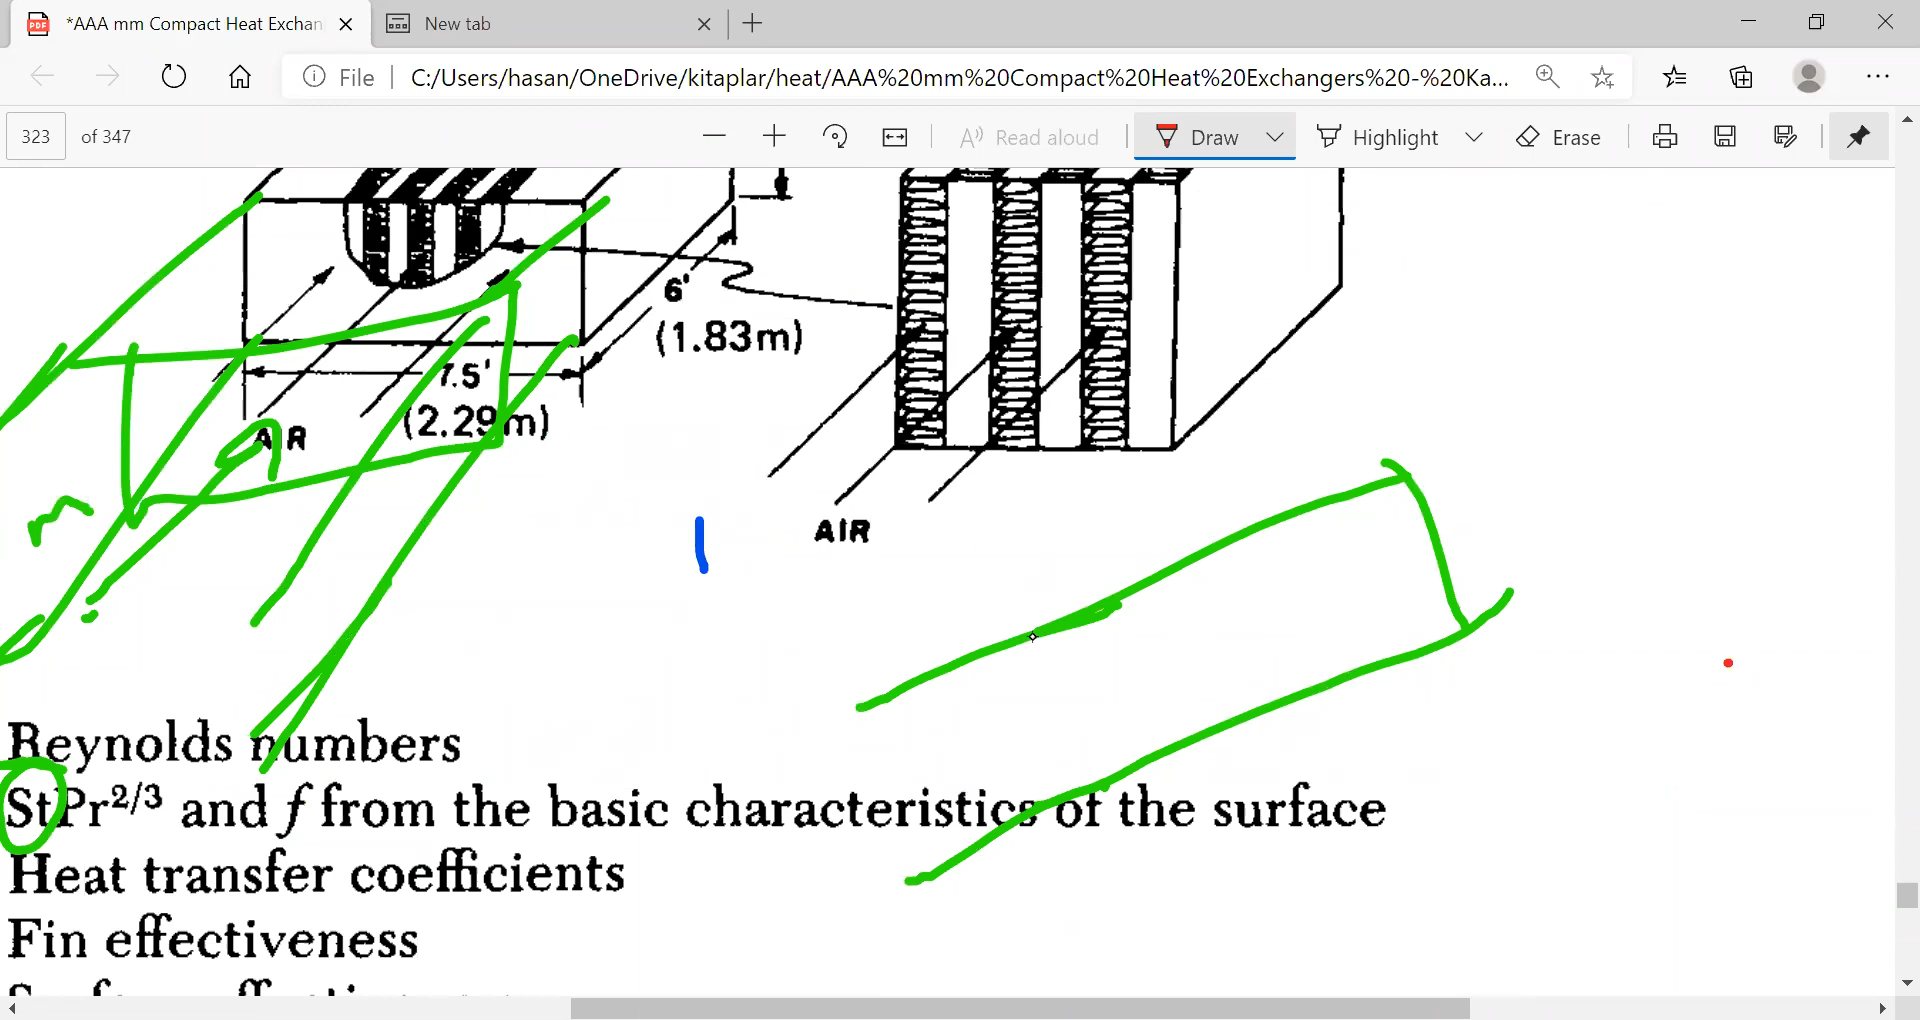 *AAA mm Compact Heat Exchan
New tab
File
C:/Users/hasan/OneDrive/kitaplar/heat/AAA%20mm%20Compact%20Heat%20Exchangers%20-%20Ka...
323 of 347
Read aloud
Draw
Highlight
Erase
6'
(1.83m)
7.5'
(2.29m)
AIR
AIR
Reynolds numbers
StPr²/³ and f from the basic characteristics of the surface
Heat transfer coefficients
Fin effectiveness